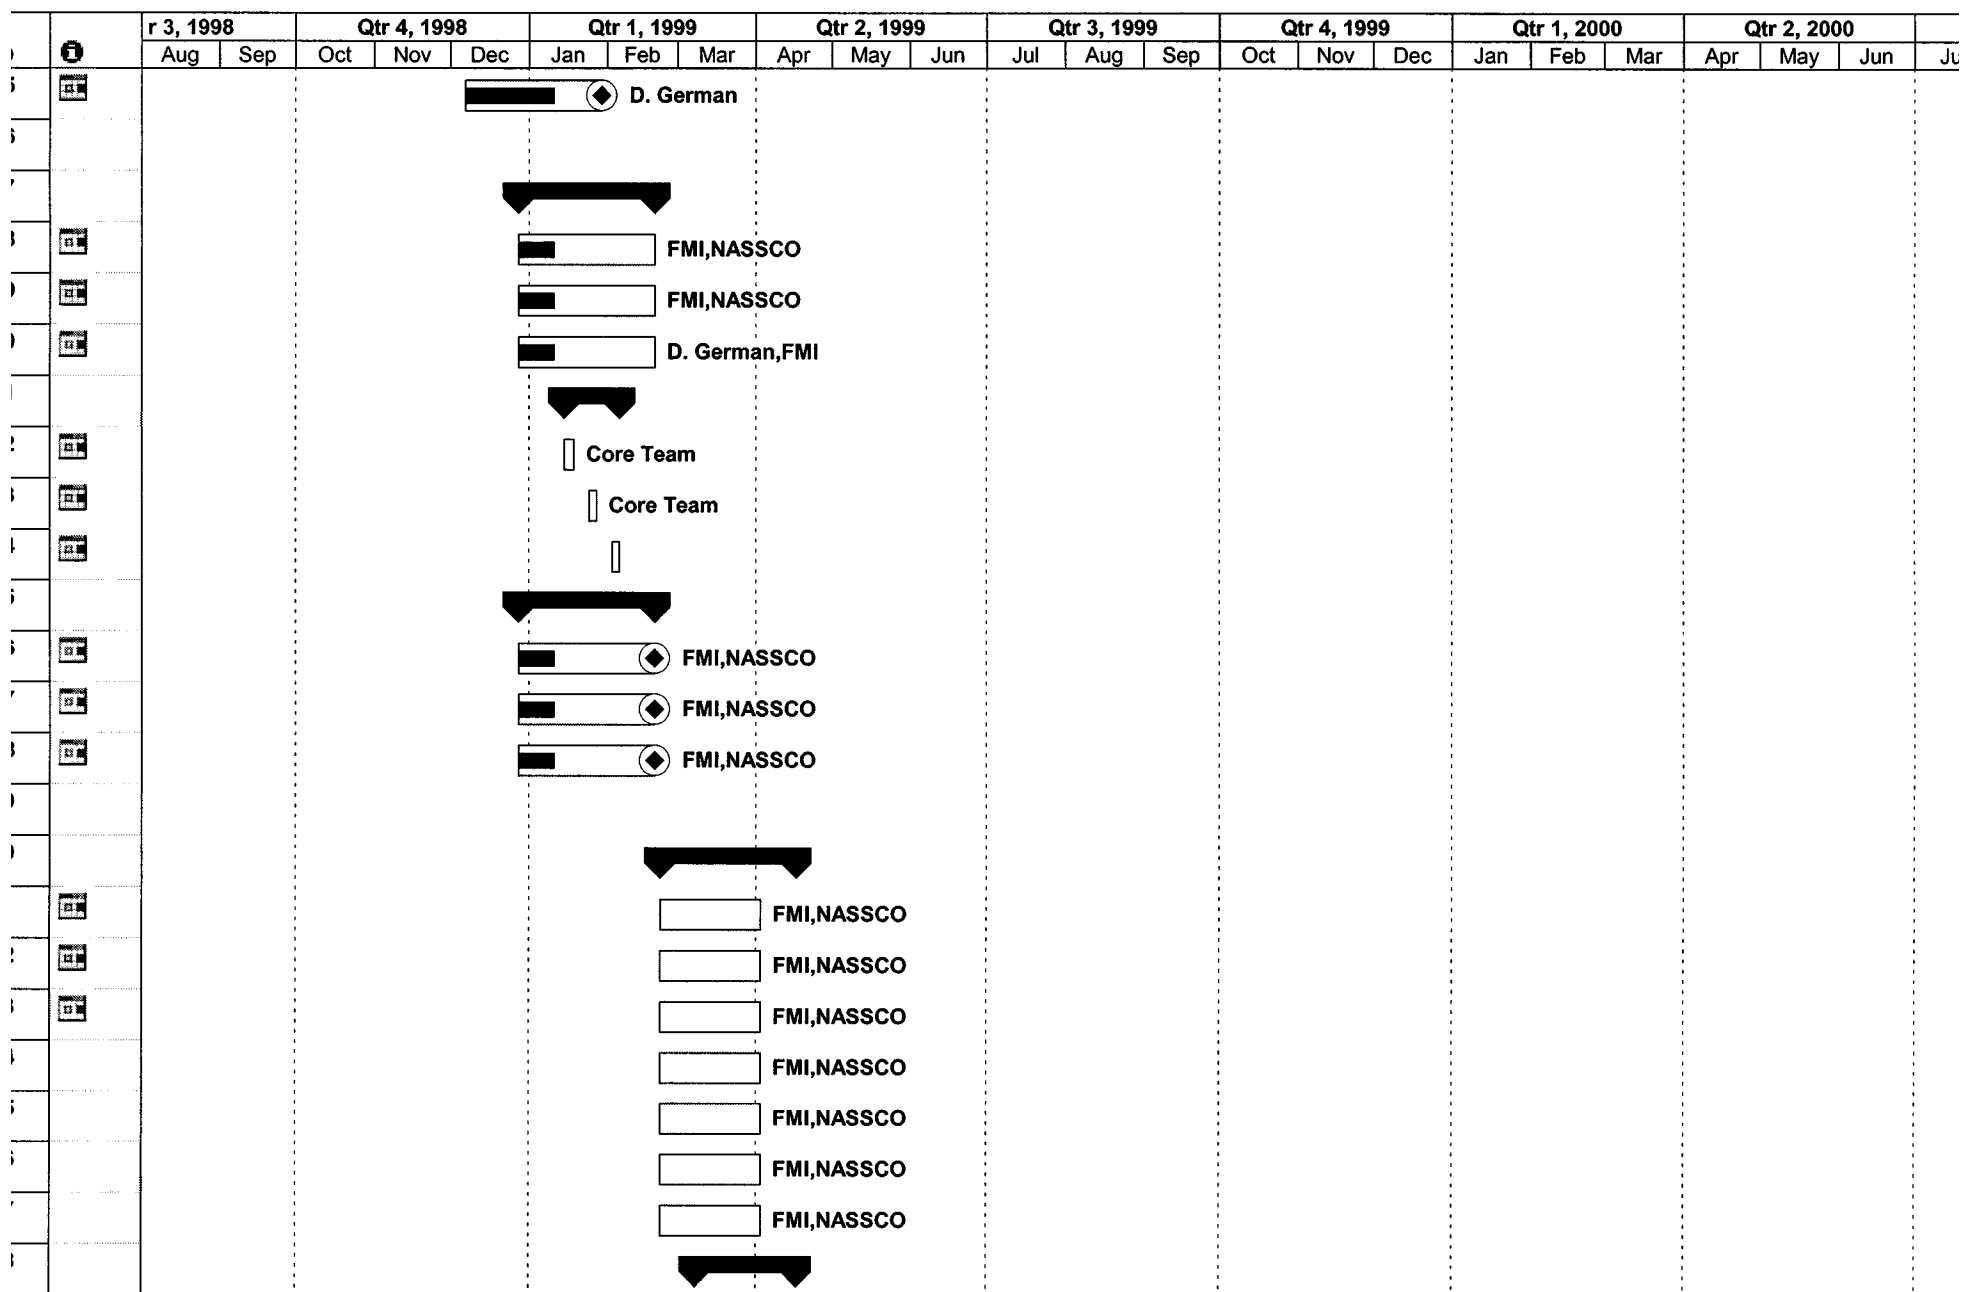 r 3, 1998 Qtr 4, 1998 Qtr 1, 1999 Qtr 2, 1999 Qtr 3, 1999 Qtr 4, 1999 Qtr 1, 2000 Qtr 2, 2000
Aug Sep Oct Nov Dec Jan Feb Mar Apr May Jun Jul Aug Sep Oct Nov Dec Jan Feb Mar Apr May Jun Ju
D. German
FMI,NASSCO
FMI,NASSCO
D. German,FMI
Core Team
Core Team
FMI,NASSCO
FMI,NASSCO
FMI,NASSCO
FMI,NASSCO
FMI,NASSCO
FMI,NASSCO
FMI,NASSCO
FMI,NASSCO
FMI,NASSCO
FMI,NASSCO